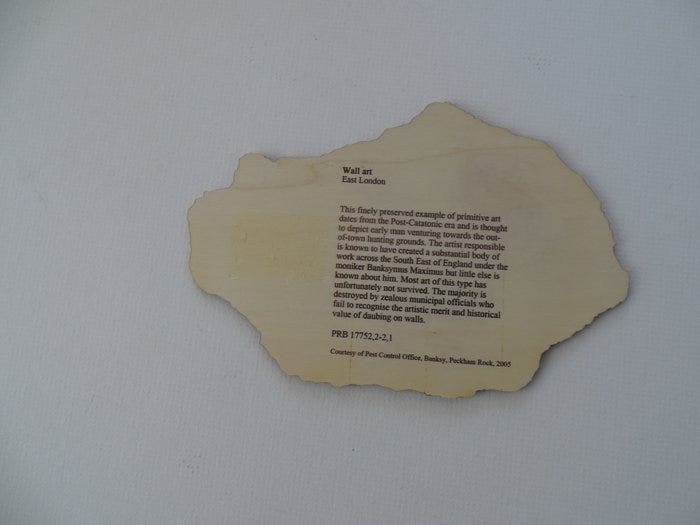 Wall art
East London
This finely preserved example of primitive art
dates from the Post-Catatonic era and is thought
to depict early man venturing towards the out-
of-town hunting grounds. The artist responsible
is known to have created a substantial body of
work across the South East of England under the
moniker Banksymus Maximus but little else is
known about him. Most art of this type has
unfortunately not survived. The majority is
destroyed by zealous municipal officials who
fail to recognise the artistic merit and historical
value of daubing on walls.
PRB 17752,2-2,1
Courtesy of Pest Control Office, Banksy, Peckham Rock, 2005